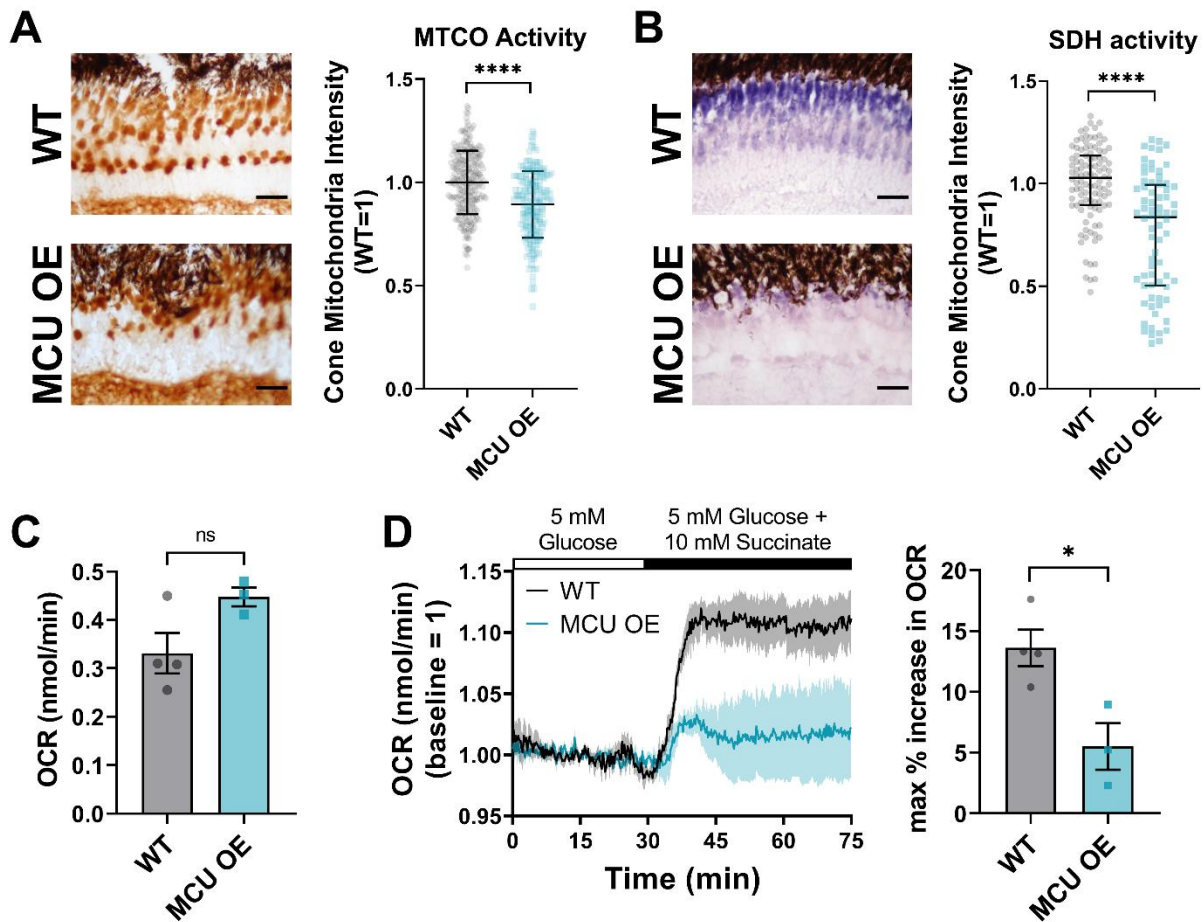 A
WT
MCU OE
MTCO Activity
****
Cone Mitochondria Intensity
(WT=1)
1.5
1.0
0.5
0.0
WT
MCU OE
B
WT
MCU OE
SDH activity
****
Cone Mitochondria Intensity
(WT=1)
1.5
1.0
0.5
0.0
WT
MCU OE
C
ns
OCR (nmol/min)
0.5
0.4
0.3
0.2
0.1
0.0
WT
MCU OE
D
5 mM
Glucose
5 mM Glucose +
10 mM Succinate
WT
MCU OE
OCR (nmol/min)
(baseline = 1)
1.15
1.10
1.05
1.00
0.95
0 15 30 45 60 75
Time (min)
*
max % increase in OCR
20
15
10
5
0
WT
MCU OE